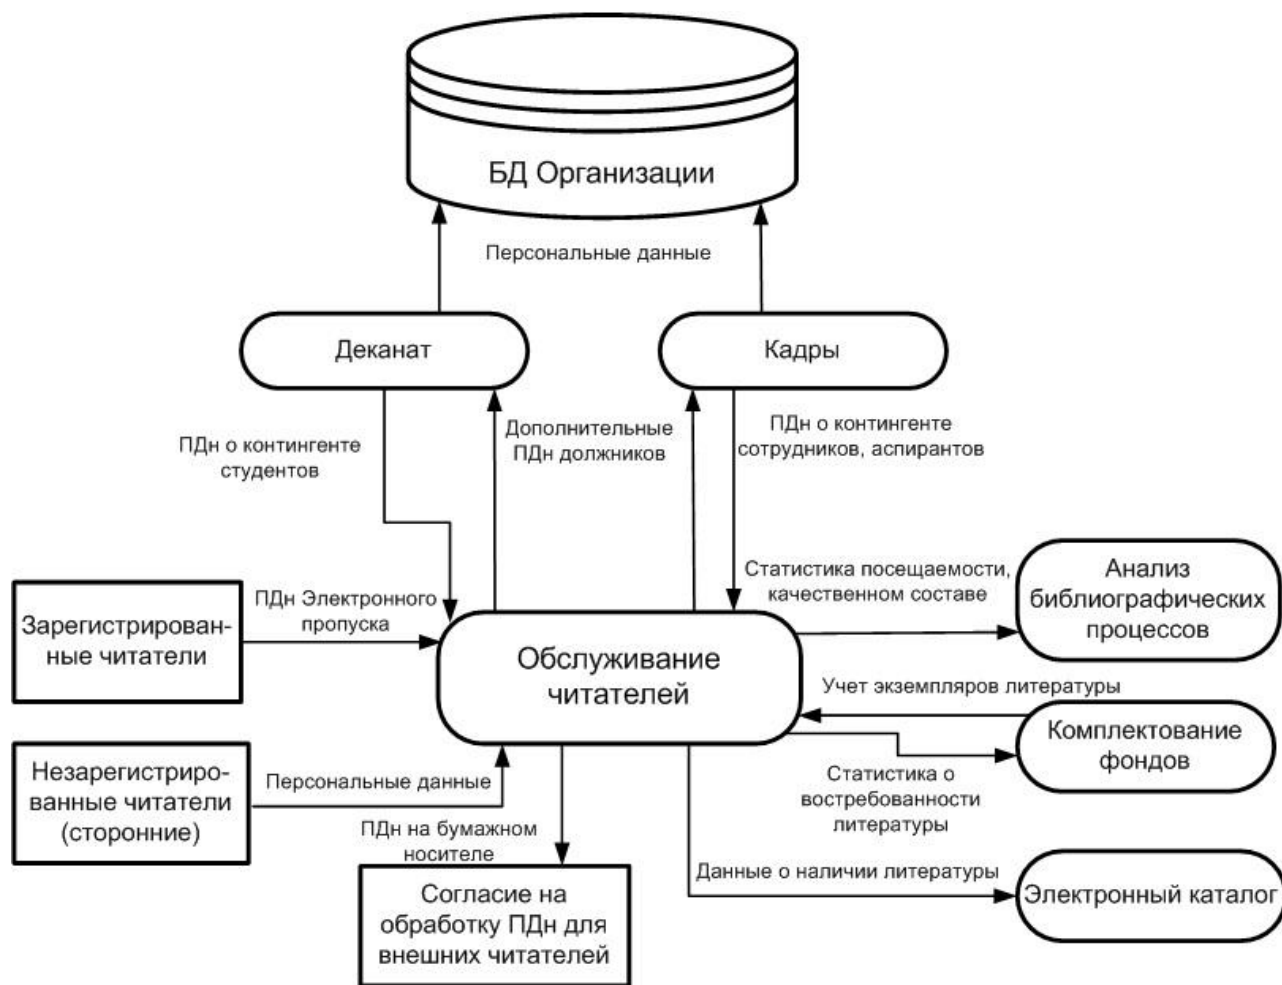 БД Организации
Персональные данные
Деканат
Кадры
ПДн о контингенте
студентов
Дополнительные
ПДн должников
ПДн о контингенте
сотрудников, аспирантов
Зарегистрирован-
ные читатели
ПДн Электронного
пропуска
Обслуживание
читателей
Статистика посещаемости,
качественном составе
Анализ
библиографических
процессов
Учет экземпляров литературы
Комплектование
фондов
Статистика о
востребованности
литературы
Незарегистриро-
ванные читатели
(сторонние)
Персональные данные
ПДн на бумажном
носителе
Согласие на
обработку ПДн для
внешних читателей
Данные о наличии литературы
Электронный каталог